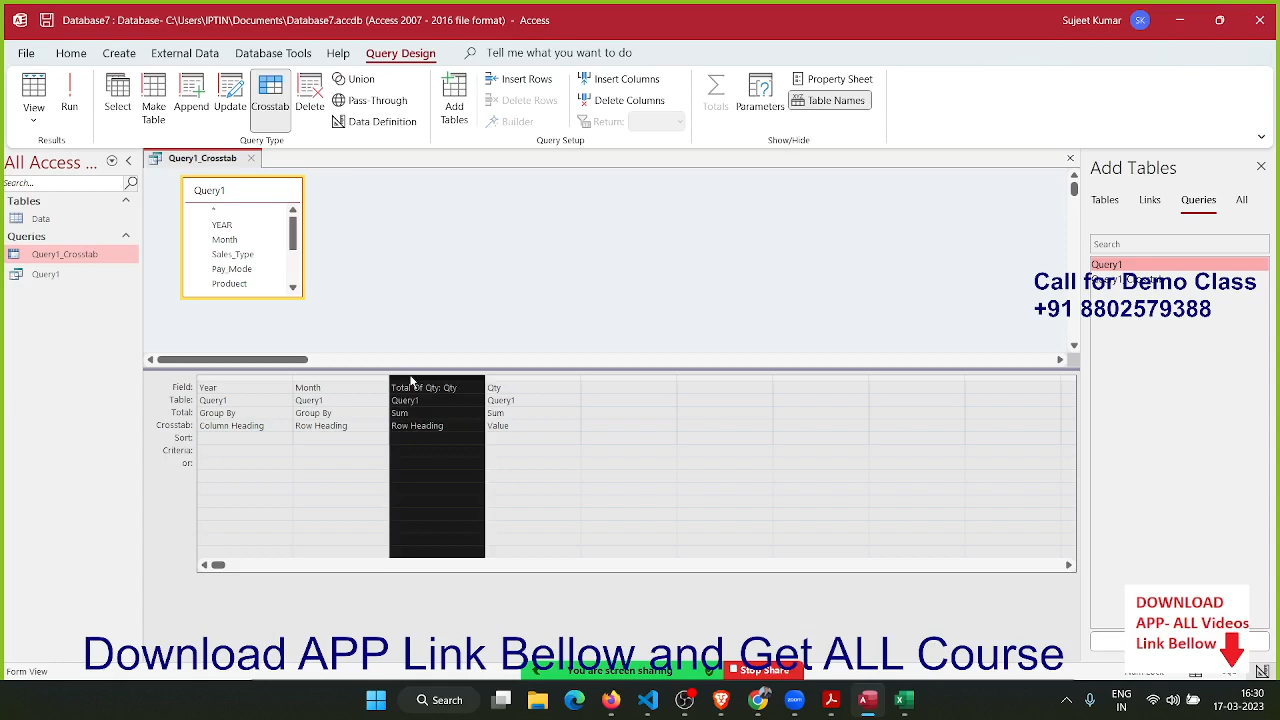 Database7 : Database- C:\Users\IPTIN\Documents\Database7.accdb (Access 2007 - 2016 file format) - Access
Sujeet Kumar SK
File Home Create External Data Database Tools Help Query Design Tell me what you want to do
View Run Select Make Table Append Update Crosstab Delete
Union
Pass-Through
Data Definition
Add Tables
Insert Rows
Delete Rows
Builder
Insert Columns
Delete Columns
Return:
Totals Parameters
Property Sheet
Table Names
Results Query Type Query Setup Show/Hide
All Access ...
Search...
Tables
Data
Queries
Query1_Crosstab
Query1
Query1_Crosstab
Query1
*
YEAR
Month
Sales_Type
Pay_Mode
Produect
Field: Year Month Total Of Qty: Qty Qty
Table: Query1 Query1 Query1 Query1
Total: Group By Group By Sum Sum
Crosstab: Column Heading Row Heading Row Heading Value
Sort:
Criteria:
or:
Add Tables
Tables Links Queries All
Search
Query1
Call for Demo Class
+91 8802579388
DOWNLOAD
APP- ALL Videos
Link Bellow
Download APP Link Bellow and Get ALL Course
Form View
You are screen sharing
Stop Share
Search
ENG
IN
16:30
17-03-2023